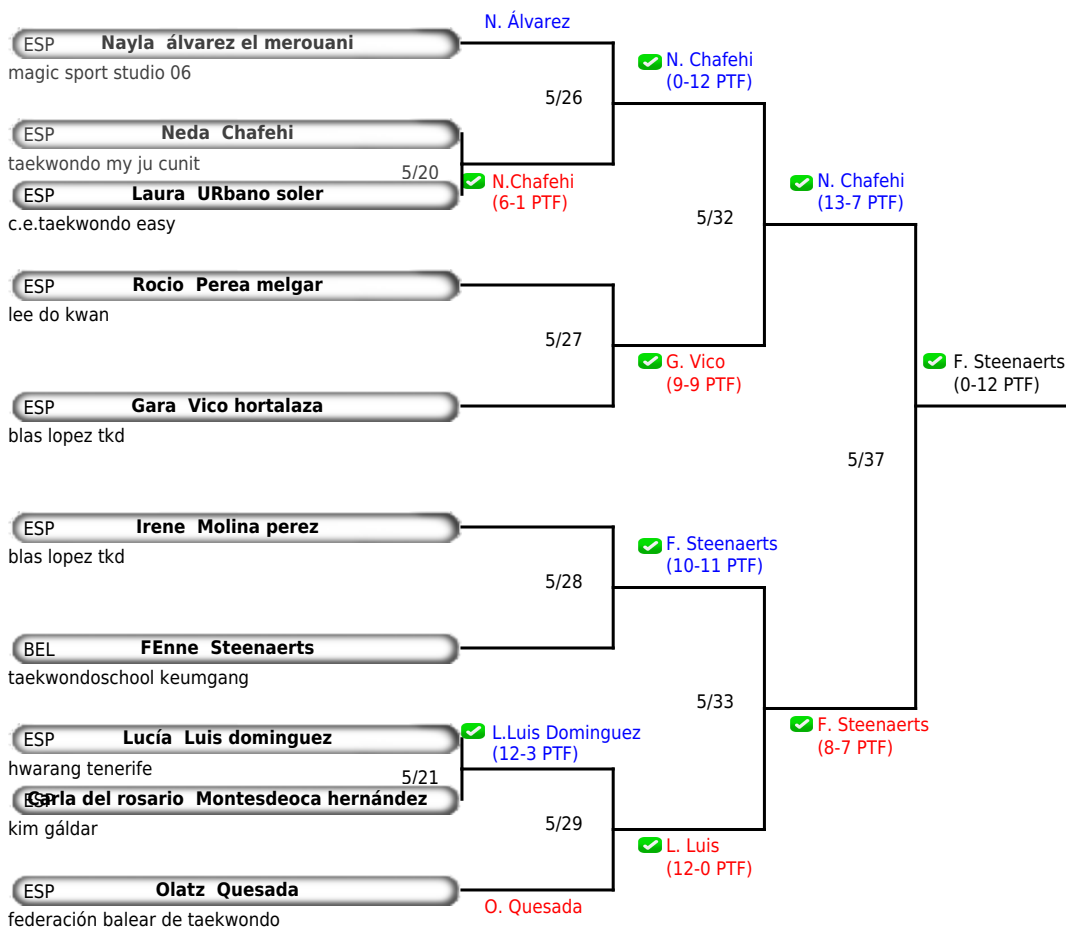 N. Álvarez
ESP Nayla álvarez el merouani
magic sport studio 06
N. Chafehi
(0-12 PTF)
5/26
ESP Neda Chafehi
taekwondo my ju cunit
5/20
N.Chafehi
(6-1 PTF)
ESP Laura URbano soler
c.e.taekwondo easy
N. Chafehi
(13-7 PTF)
5/32
ESP Rocio Perea melgar
lee do kwan
5/27
G. Vico
(9-9 PTF)
F. Steenaerts
(0-12 PTF)
ESP Gara Vico hortalaza
blas lopez tkd
5/37
ESP Irene Molina perez
blas lopez tkd
F. Steenaerts
(10-11 PTF)
5/28
BEL FEnne Steenaerts
taekwondoschool keumgang
5/33
F. Steenaerts
(8-7 PTF)
ESP Lucía Luis dominguez
hwarang tenerife
L.Luis Dominguez
(12-3 PTF)
5/21
ESP Carla del rosario Montesdeoca hernández
kim gáldar
5/29
L. Luis
(12-0 PTF)
ESP Olatz Quesada
federación balear de taekwondo
O. Quesada